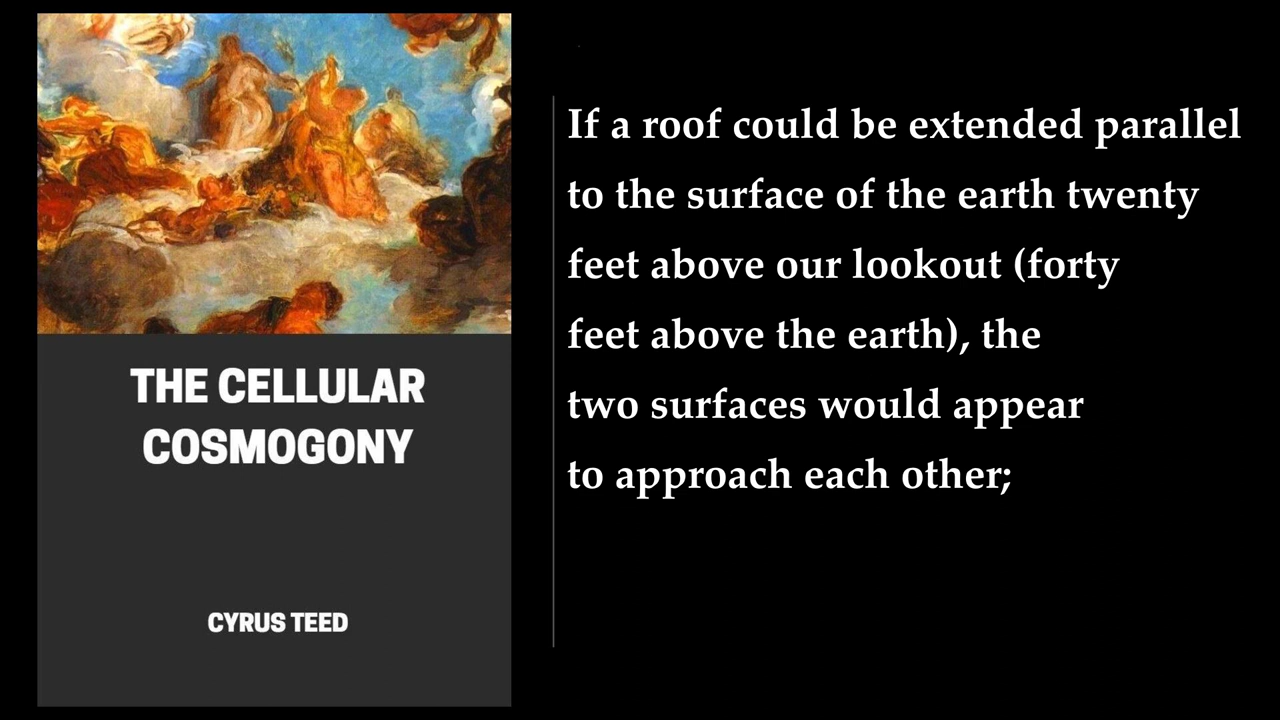 THE CELLULAR
COSMOGONY
CYRUS TEED
If a roof could be extended parallel
to the surface of the earth twenty
feet above our lookout (forty
feet above the earth), the
two surfaces would appear
to approach each other;